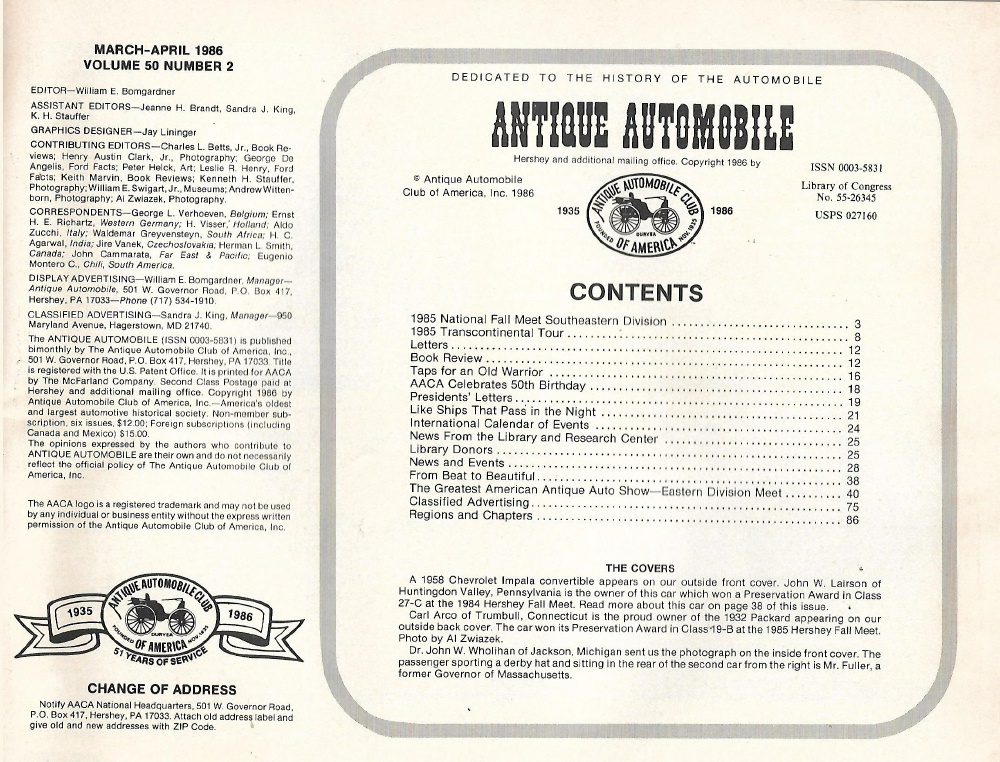 MARCH–APRIL 1986
VOLUME 50 NUMBER 2
EDITOR—William E. Bomgardner
ASSISTANT EDITORS—Jeanne H. Brandt, Sandra J. King,
K. H. Stauffer
GRAPHICS DESIGNER—Jay Lininger
CONTRIBUTING EDITORS—Charles L. Betts, Jr., Book Re-
views; Henry Austin Clark, Jr., Photography; George De
Angelis, Ford Facts; Peter Helck, Art; Leslie R. Henry, Ford
Facts; Keith Marvin, Book Reviews; Kenneth H. Stauffer,
Photography; William E. Swigart, Jr., Museums; Andrew Witten-
born, Photography; Al Zwiazek, Photography.
CORRESPONDENTS—George L. Verhoeven, Belgium; Ernst
H. E. Richartz, Western Germany; H. Visser, Holland; Aldo
Zucchi, Italy; Waldemar Greyvensteyn, South Africa; H. C.
Agarwal, India; Jire Vanek, Czechoslovakia; Herman L. Smith,
Canada; John Cammarata, Far East & Pacific; Eugenio
Montero C., Chili, South America.
DISPLAY ADVERTISING—William E. Bomgardner, Manager—
Antique Automobile, 501 W. Governor Road, P.O. Box 417,
Hershey, PA 17033—Phone (717) 534-1910.
CLASSIFIED ADVERTISING—Sandra J. King, Manager—950
Maryland Avenue, Hagerstown, MD 21740.
The ANTIQUE AUTOMOBILE (ISSN 0003-5831) is published
bimonthly by The Antique Automobile Club of America, Inc.,
501 W. Governor Road, P.O. Box 417, Hershey, PA 17033. Title
is registered with the U.S. Patent Office. It is printed for AACA
by The McFarland Company. Second Class Postage paid at
Hershey and additional mailing office. Copyright 1986 by
Antique Automobile Club of America, Inc.—America's oldest
and largest automotive historical society. Non-member sub-
scription, six issues, $12.00; Foreign subscriptions (including
Canada and Mexico) $15.00.
The opinions expressed by the authors who contribute to
ANTIQUE AUTOMOBILE are their own and do not necessarily
reflect the official policy of The Antique Automobile Club of
America, Inc.
The AACA logo is a registered trademark and may not be used
by any individual or business entity without the express written
permission of the Antique Automobile Club of America, Inc.
ANTIQUE AUTOMOBILE CLUB
1935 1986
DURYEA
FOUNDED NOV. 1935
OF AMERICA
51 YEARS OF SERVICE
CHANGE OF ADDRESS
Notify AACA National Headquarters, 501 W. Governor Road,
P.O. Box 417, Hershey, PA 17033. Attach old address label and
give old and new addresses with ZIP Code.
DEDICATED TO THE HISTORY OF THE AUTOMOBILE
ANTIQUE AUTOMOBILE
Hershey and additional mailing office. Copyright 1986 by
© Antique Automobile
Club of America, Inc. 1986
ISSN 0003-5831
Library of Congress
No. 55-26345
USPS 027160
ANTIQUE AUTOMOBILE CLUB
1935 1986
DURYEA
FOUNDED NOV. 1935
OF AMERICA
CONTENTS
1985 National Fall Meet Southeastern Division ........ 3
1985 Transcontinental Tour ........ 8
Letters ........ 12
Book Review ........ 12
Taps for an Old Warrior ........ 16
AACA Celebrates 50th Birthday ........ 18
Presidents' Letters ........ 19
Like Ships That Pass in the Night ........ 21
International Calendar of Events ........ 24
News From the Library and Research Center ........ 25
Library Donors ........ 25
News and Events ........ 28
From Beat to Beautiful ........ 38
The Greatest American Antique Auto Show—Eastern Division Meet ........ 40
Classified Advertising ........ 75
Regions and Chapters ........ 86
THE COVERS
A 1958 Chevrolet Impala convertible appears on our outside front cover. John W. Lairson of
Huntingdon Valley, Pennsylvania is the owner of this car which won a Preservation Award in Class
27-C at the 1984 Hershey Fall Meet. Read more about this car on page 38 of this issue.
Carl Arco of Trumbull, Connecticut is the proud owner of the 1932 Packard appearing on our
outside back cover. The car won its Preservation Award in Class 19-B at the 1985 Hershey Fall Meet.
Photo by Al Zwiazek.
Dr. John W. Wholihan of Jackson, Michigan sent us the photograph on the inside front cover. The
passenger sporting a derby hat and sitting in the rear of the second car from the right is Mr. Fuller, a
former Governor of Massachusetts.